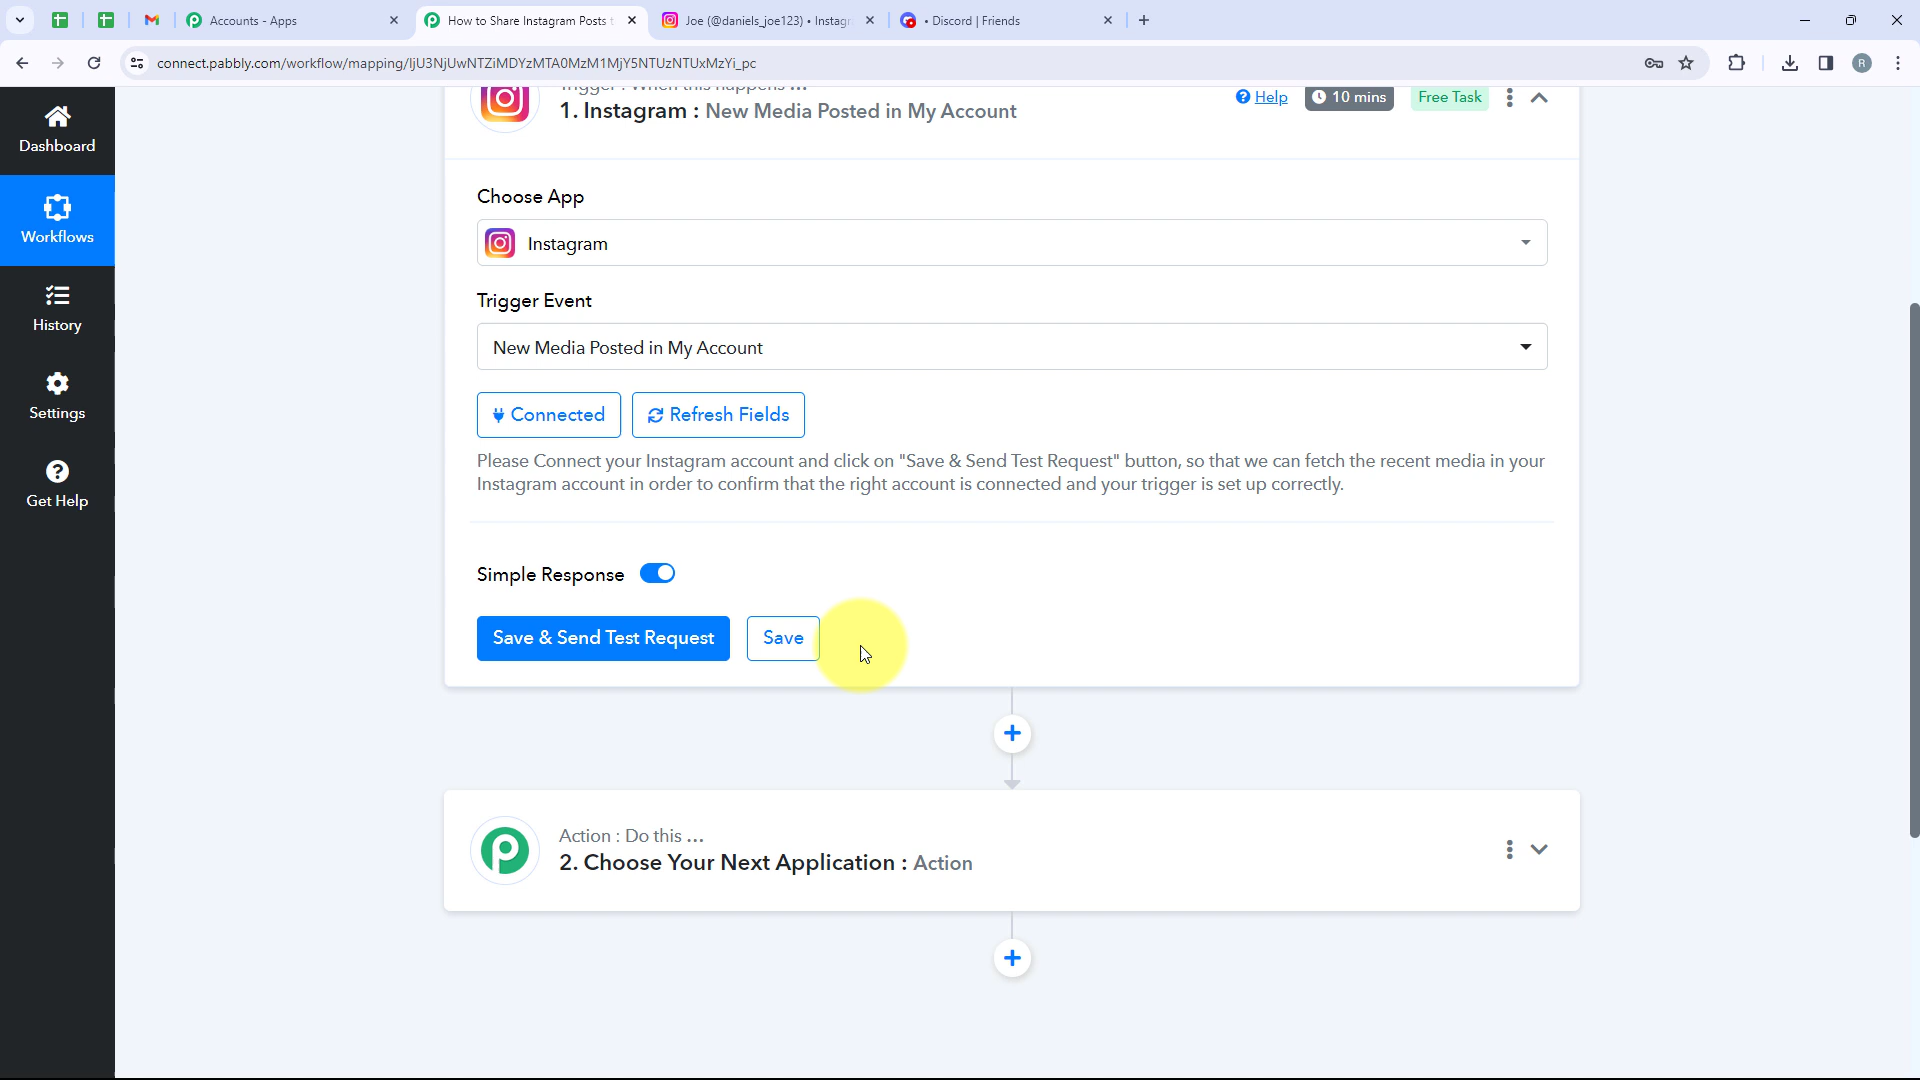 Accounts - Apps
How to Share Instagram Posts
Joe (@daniels_joe123) • Instagr
• Discord | Friends
connect.pabbly.com/workflow/mapping/IjU3NjUwNTZiMDYzMTA0MzM1MjY5NTUzNTUxMzYi_pc
R
Dashboard
Workflows
History
Settings
Get Help
Trigger : When this happens ...
1. Instagram : New Media Posted in My Account
Help
10 mins
Free Task
Choose App
Instagram
Trigger Event
New Media Posted in My Account
Connected
Refresh Fields
Please Connect your Instagram account and click on "Save & Send Test Request" button, so that we can fetch the recent media in your
Instagram account in order to confirm that the right account is connected and your trigger is set up correctly.
Simple Response
Save & Send Test Request
Save
Action : Do this ...
2. Choose Your Next Application : Action